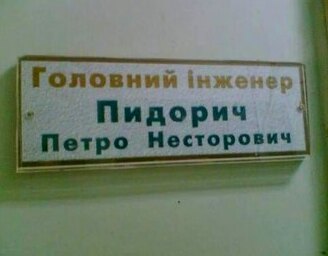 Головний інженер
Пидорич
Петро Несторович